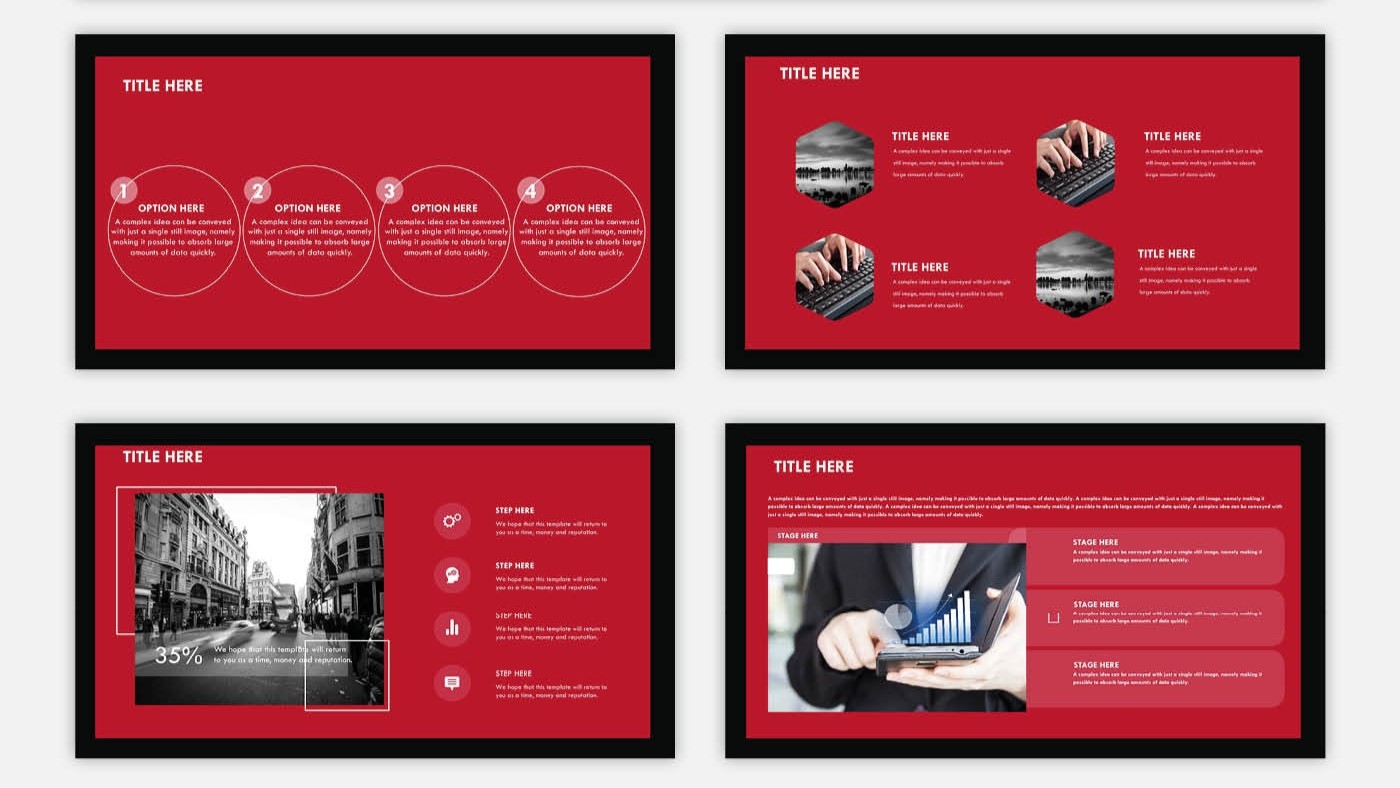 TITLE HERE
1
OPTION HERE
A complex idea can be conveyed
with just a single still image, namely
making it possible to absorb large
amounts of data quickly.
2
OPTION HERE
A complex idea can be conveyed
with just a single still image, namely
making it possible to absorb large
amounts of data quickly.
3
OPTION HERE
A complex idea can be conveyed
with just a single still image, namely
making it possible to absorb large
amounts of data quickly.
4
OPTION HERE
A complex idea can be conveyed
with just a single still image, namely
making it possible to absorb large
amounts of data quickly.
TITLE HERE
TITLE HERE
A complex idea can be conveyed with just a single
still image, namely making it possible to absorb
large amounts of data quickly.
TITLE HERE
A complex idea can be conveyed with just a single
still image, namely making it possible to absorb
large amounts of data quickly.
TITLE HERE
A complex idea can be conveyed with just a single
still image, namely making it possible to absorb
large amounts of data quickly.
TITLE HERE
A complex idea can be conveyed with just a single
still image, namely making it possible to absorb
large amounts of data quickly.
TITLE HERE
35%
We hope that this template will return
to you as a time, money and reputation.
STEP HERE
We hope that this template will return to
you as a time, money and reputation.
STEP HERE
We hope that this template will return to
you as a time, money and reputation.
STEP HERE
We hope that this template will return to
you as a time, money and reputation.
STEP HERE
We hope that this template will return to
you as a time, money and reputation.
TITLE HERE
A complex idea can be conveyed with just a single still image, namely making it possible to absorb large amounts of data quickly. A complex idea can be conveyed with just a single still image, namely making it
possible to absorb large amounts of data quickly. A complex idea can be conveyed with just a single still image, namely making it possible to absorb large amounts of data quickly. A complex idea can be conveyed with
just a single still image, namely making it possible to absorb large amounts of data quickly.
STAGE HERE
STAGE HERE
A complex idea can be conveyed with just a single still image, namely making it
possible to absorb large amounts of data quickly.
STAGE HERE
A complex idea can be conveyed with just a single still image, namely making it
possible to absorb large amounts of data quickly.
STAGE HERE
A complex idea can be conveyed with just a single still image, namely making it
possible to absorb large amounts of data quickly.